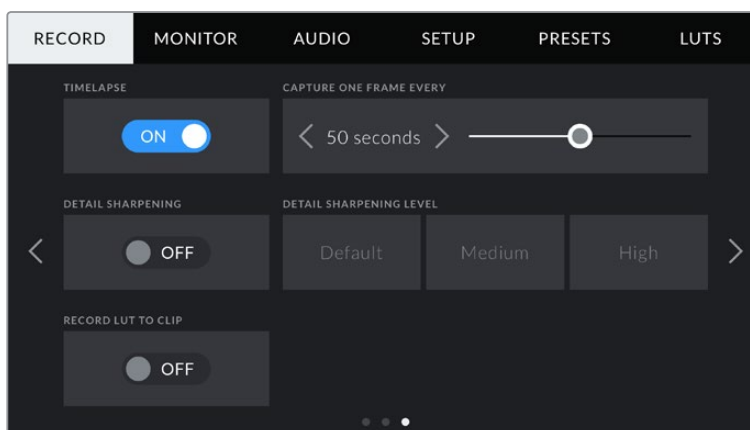 RECORD MONITOR AUDIO SETUP PRESETS LUTS
TIMELAPSE CAPTURE ONE FRAME EVERY
ON 50 seconds
DETAIL SHARPENING DETAIL SHARPENING LEVEL
OFF Default Medium High
RECORD LUT TO CLIP
OFF